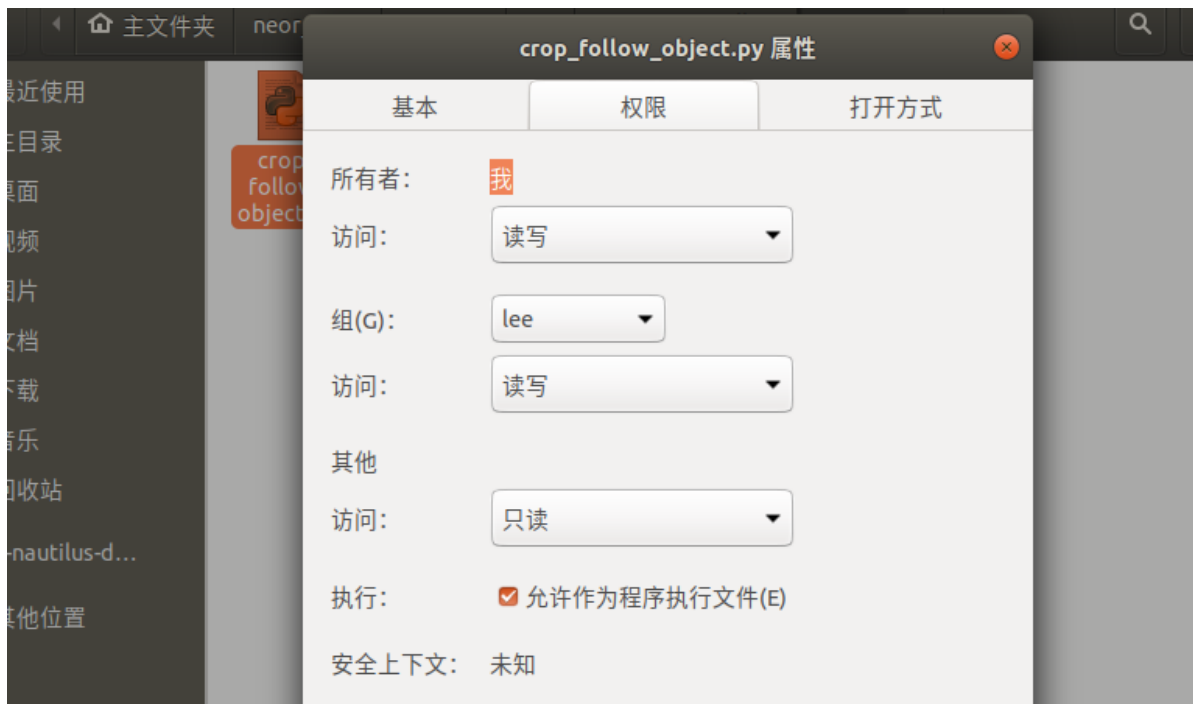 主文件夹 neor
crop_follow_object.py 属性
最近使用
主目录
桌面
视频
图片
文档
下载
音乐
回收站
-nautilus-d…
其他位置
crop
follo
object
基本 权限 打开方式
所有者： 我
访问： 读写
组(G)： lee
访问： 读写
其他
访问： 只读
执行： 允许作为程序执行文件(E)
安全上下文： 未知